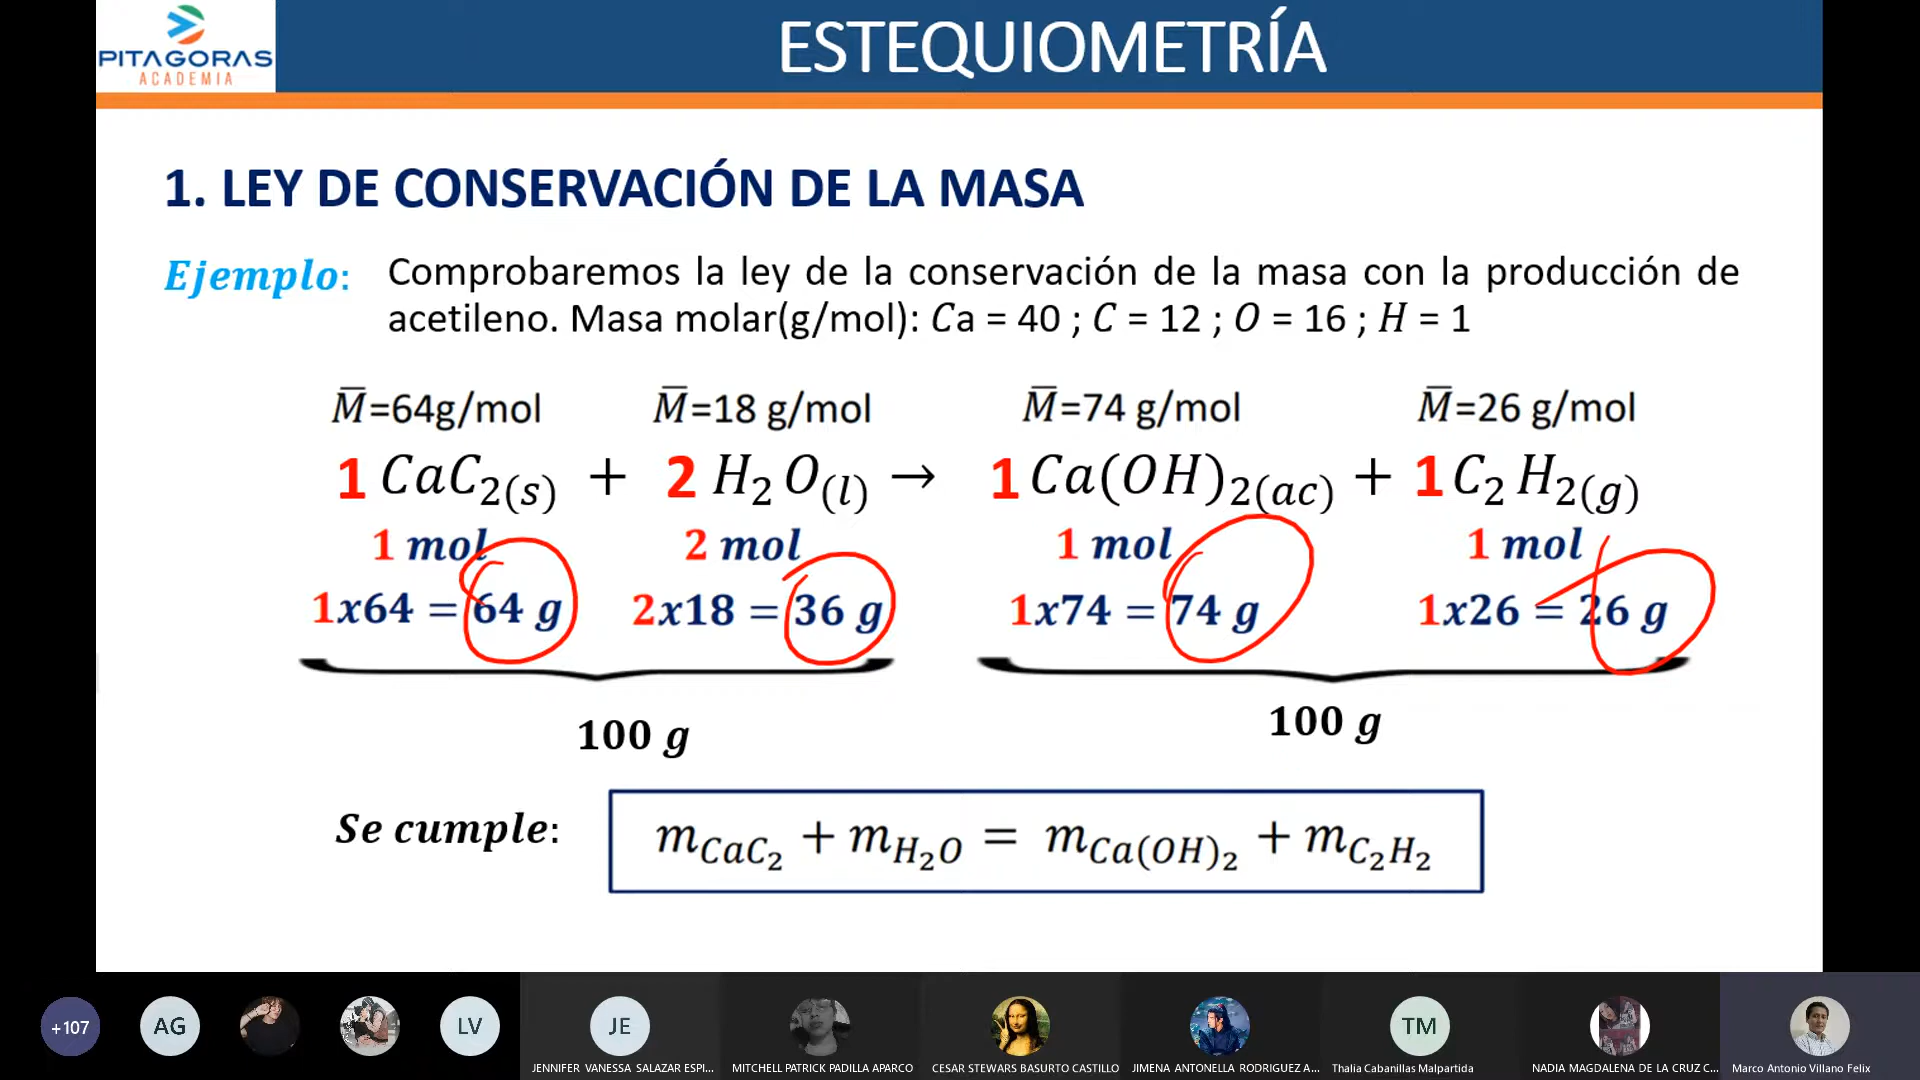 PITAGORAS
ACADEMIA
ESTEQUIOMETRÍA
1. LEY DE CONSERVACIÓN DE LA MASA
Ejemplo: Comprobaremos la ley de la conservación de la masa con la producción de
acetileno. Masa molar(g/mol): Ca = 40 ; C = 12 ; O = 16 ; H = 1
M̅=64g/mol M̅=18 g/mol M̅=74 g/mol M̅=26 g/mol
1 CaC₂(s) + 2 H₂O(l) → 1 Ca(OH)₂(ac) + 1 C₂H₂(g)
1 mol 2 mol 1 mol 1 mol
1x64 = 64 g 2x18 = 36 g 1x74 = 74 g 1x26 = 26 g
100 g 100 g
Se cumple: m CaC₂ + m H₂O = m Ca(OH)₂ + m C₂H₂
+107 AG LV JE TM
JENNIFER VANESSA SALAZAR ESPI... MITCHELL PATRICK PADILLA APARCO CESAR STEWARS BASURTO CASTILLO JIMENA ANTONELLA RODRIGUEZ A... Thalia Cabanillas Malpartida NADIA MAGDALENA DE LA CRUZ C... Marco Antonio Villano Felix